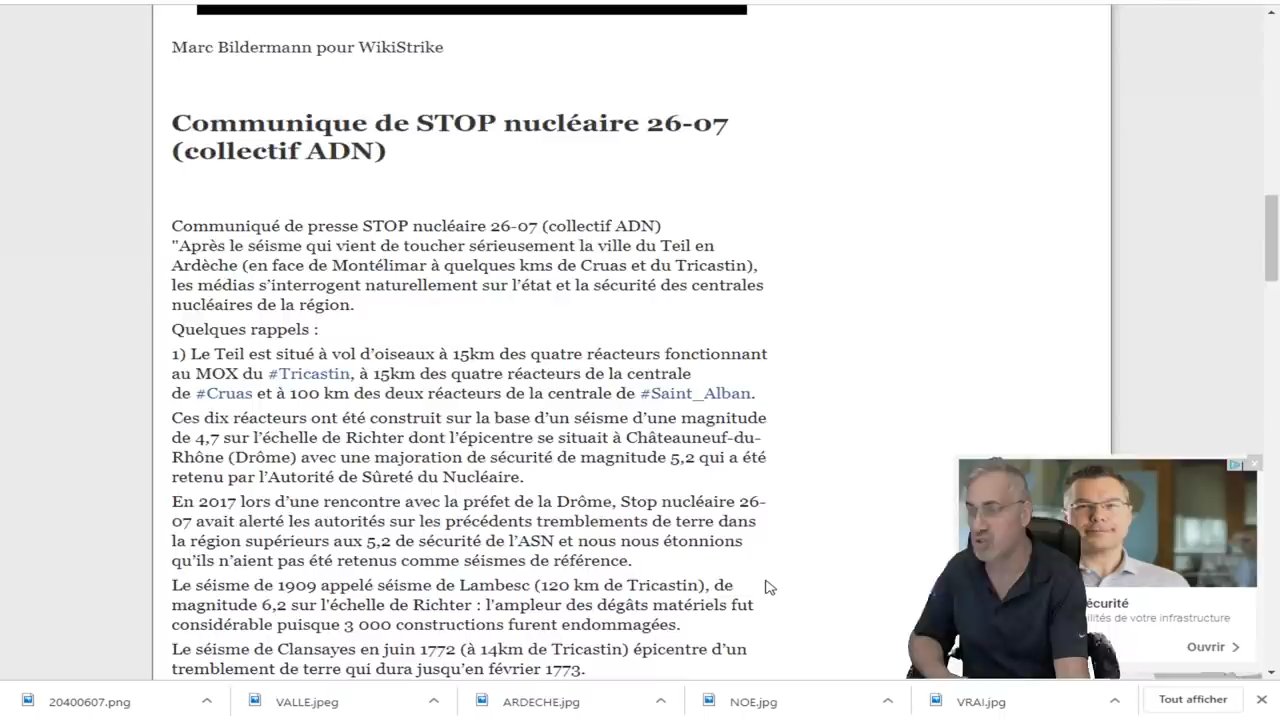 Marc Bildermann pour WikiStrike
Communique de STOP nucléaire 26-07
(collectif ADN)
Communiqué de presse STOP nucléaire 26-07 (collectif ADN)
"Après le séisme qui vient de toucher sérieusement la ville du Teil en
Ardèche (en face de Montélimar à quelques kms de Cruas et du Tricastin),
les médias s’interrogent naturellement sur l’état et la sécurité des centrales
nucléaires de la région.
Quelques rappels :
1) Le Teil est situé à vol d’oiseaux à 15km des quatre réacteurs fonctionnant
au MOX du #Tricastin, à 15km des quatre réacteurs de la centrale
de #Cruas et à 100 km des deux réacteurs de la centrale de #Saint_Alban.
Ces dix réacteurs ont été construit sur la base d’un séisme d’une magnitude
de 4,7 sur l’échelle de Richter dont l’épicentre se situait à Châteauneuf-du-
Rhône (Drôme) avec une majoration de sécurité de magnitude 5,2 qui a été
retenu par l’Autorité de Sûreté du Nucléaire.
En 2017 lors d’une rencontre avec la préfet de la Drôme, Stop nucléaire 26-
07 avait alerté les autorités sur les précédents tremblements de terre dans
la région supérieurs aux 5,2 de sécurité de l’ASN et nous nous étonnions
qu’ils n’aient pas été retenus comme séismes de référence.
Le séisme de 1909 appelé séisme de Lambesc (120 km de Tricastin), de
magnitude 6,2 sur l'échelle de Richter : l'ampleur des dégâts matériels fut
considérable puisque 3 000 constructions furent endommagées.
Le séisme de Clansayes en juin 1772 (à 14km de Tricastin) épicentre d’un
tremblement de terre qui dura jusqu’en février 1773.
écurité
ilités de votre infrastructure
Ouvrir
20400607.png
VALLE.jpeg
ARDECHE.jpg
NOE.jpg
VRAI.jpg
Tout afficher